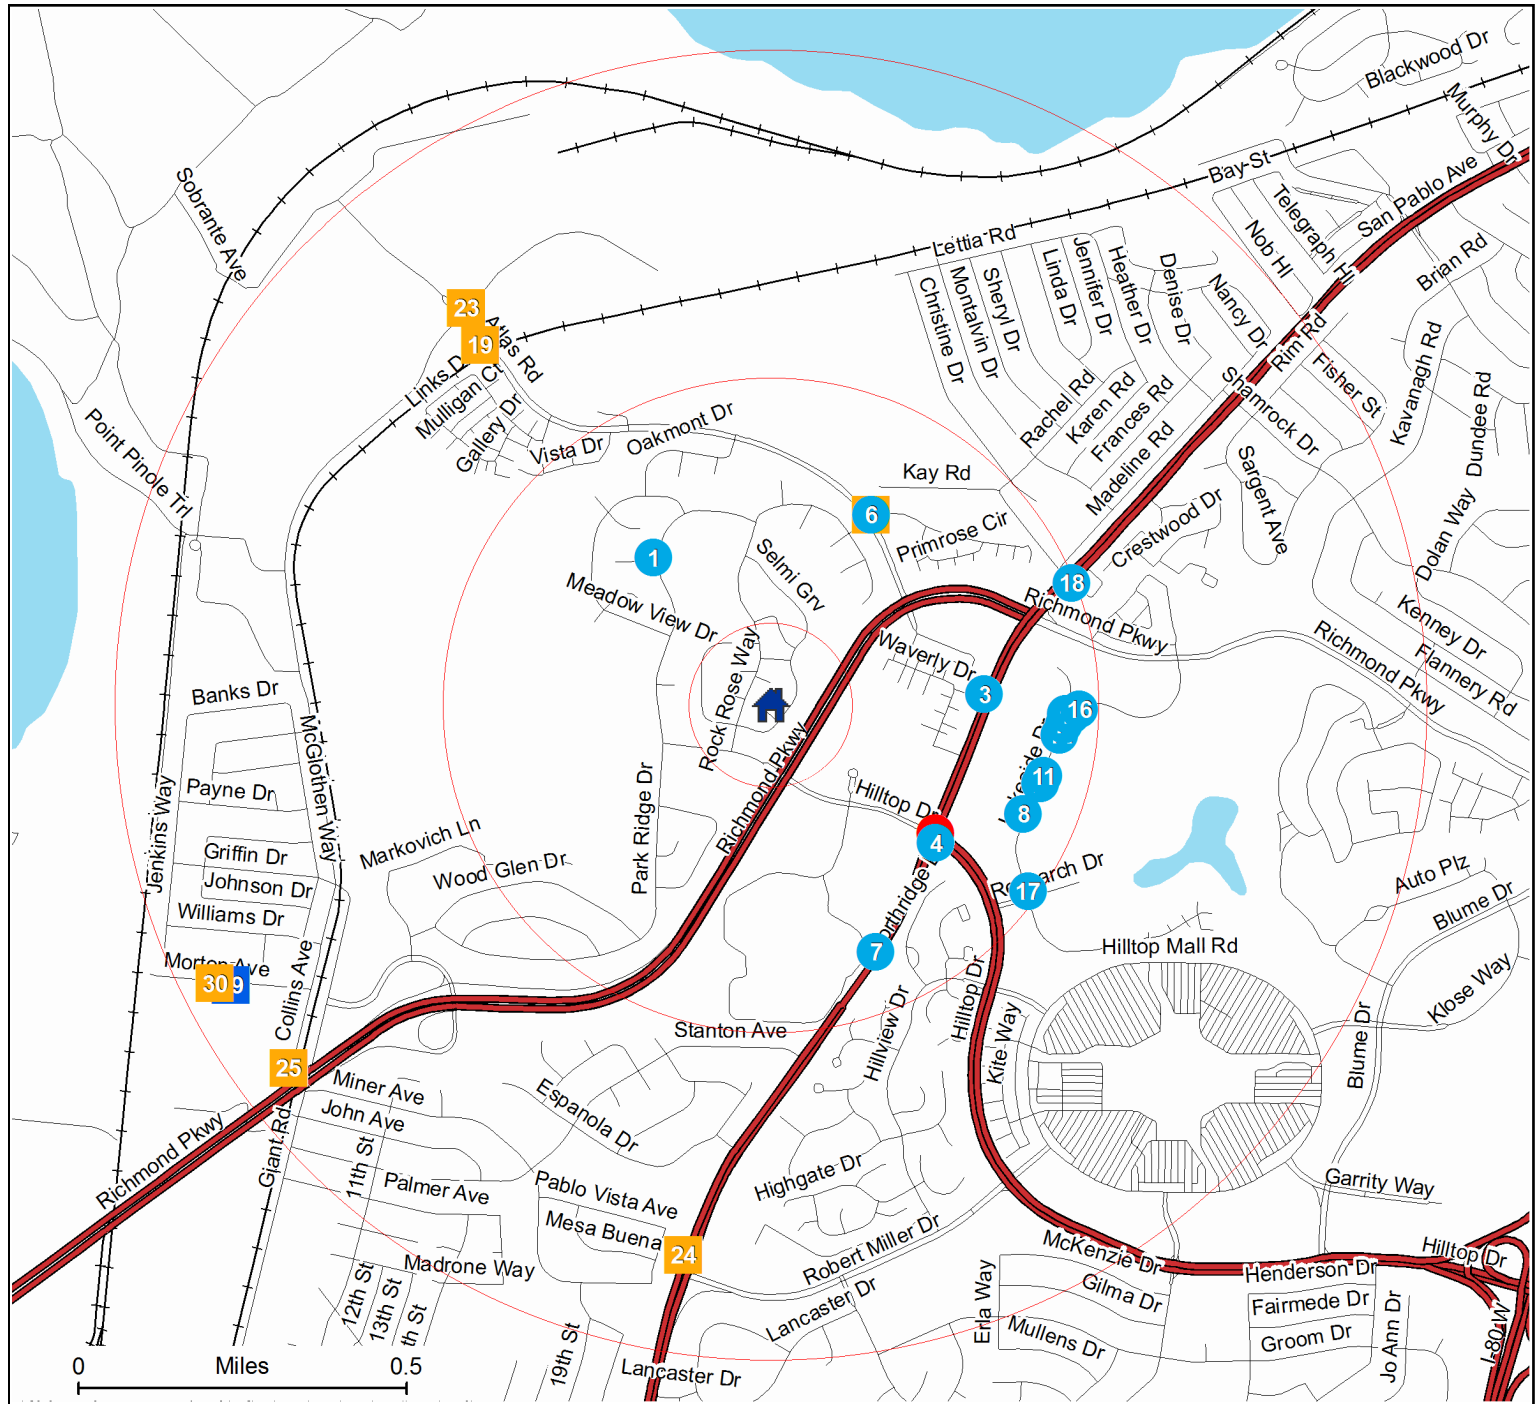 Blackwood Dr
Murphy Dr
Bay St
San Pablo Ave
Sobrante Ave
Telegraph Hl
Nob Hl
Brian Rd
Lettia Rd
Jennifer Dr
Heather Dr
Linda Dr
Denise Dr
Sheryl Dr
Montalvin Dr
Christine Dr
Nancy Dr
23
Atlas Rd
19
Rim Rd
Links D
Mulligan Ct
Fisher St
Kavanagh Rd
Shamrock Dr
Dundee Rd
Rachel Rd
Karen Rd
Frances Rd
Point Pinole Trl
Gallery Dr
Vista Dr
Oakmont Dr
Madeline Rd
Kay Rd
Sargent Ave
6
Crestwood Dr
Dolan Way
Primrose Cir
1
Selmi Grv
18
Meadow View Dr
Richmond Pkwy
Kenney Dr
Flannery Rd
Richmond Pkwy
Waverly Dr
Rock Rose Way
Banks Dr
3
16
McGlothen Way
Richmond Pkwy
11
Payne Dr
Jenkins Way
Park Ridge Dr
Hilltop Dr
8
4
Markovich Ln
Griffin Dr
Wood Glen Dr
Johnson Dr
17
Auto Plz
Blume Dr
Williams Dr
7
Hilltop Mall Rd
30
9
Collins Ave
Hilltop Dr
Klose Way
Stanton Ave
Hillview Dr
Kite Way
Blume Dr
25
Miner Ave
John Ave
Espanola Dr
Richmond Pkwy
Giant Rd
11th St
Palmer Ave
Highgate Dr
Pablo Vista Ave
Garrity Way
Mesa Buena
24
Robert Miller Dr
McKenzie Dr
Hilltop Dr
Madrone Way
Henderson Dr
Erla Way
Gilma Dr
Fairmede Dr
12th St
13th St
th St
Lancaster Dr
Mullens Dr
Groom Dr
Jo Ann Dr
I-80 W
19th St
0 Miles 0.5
Lancaster Dr